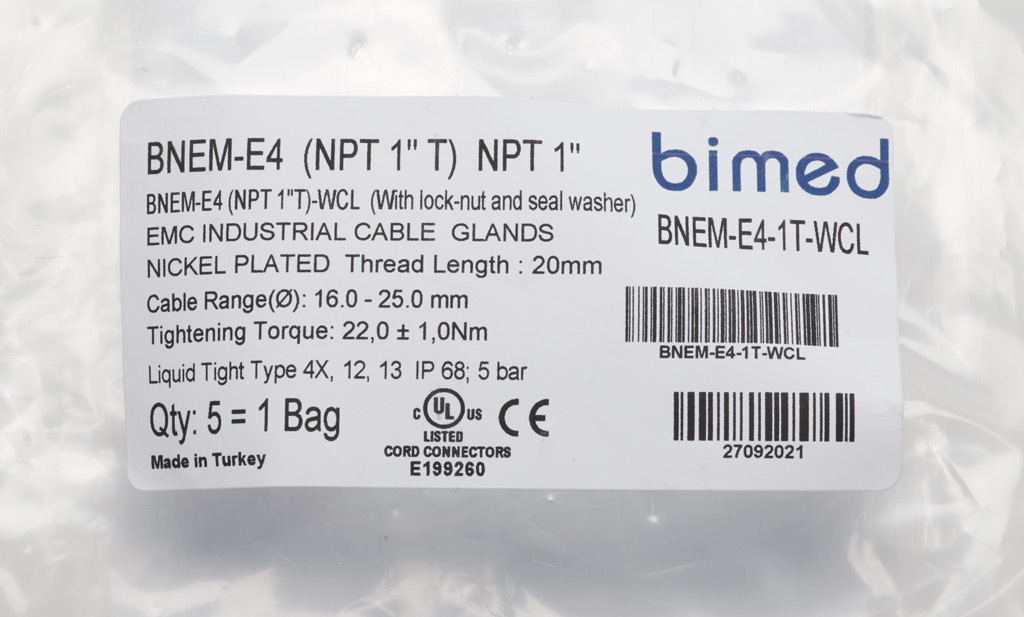 BNEM-E4 (NPT 1" T) NPT 1"
BNEM-E4 (NPT 1"T)-WCL (With lock-nut and seal washer)
EMC INDUSTRIAL CABLE GLANDS
NICKEL PLATED Thread Length : 20mm
Cable Range(Ø): 16.0 - 25.0 mm
Tightening Torque: 22,0 ± 1,0Nm
Liquid Tight Type 4X, 12, 13 IP 68; 5 bar
Qty: 5 = 1 Bag
Made in Turkey
C UL US CE
LISTED
CORD CONNECTORS
E199260
bimed
BNEM-E4-1T-WCL
BNEM-E4-1T-WCL
27092021